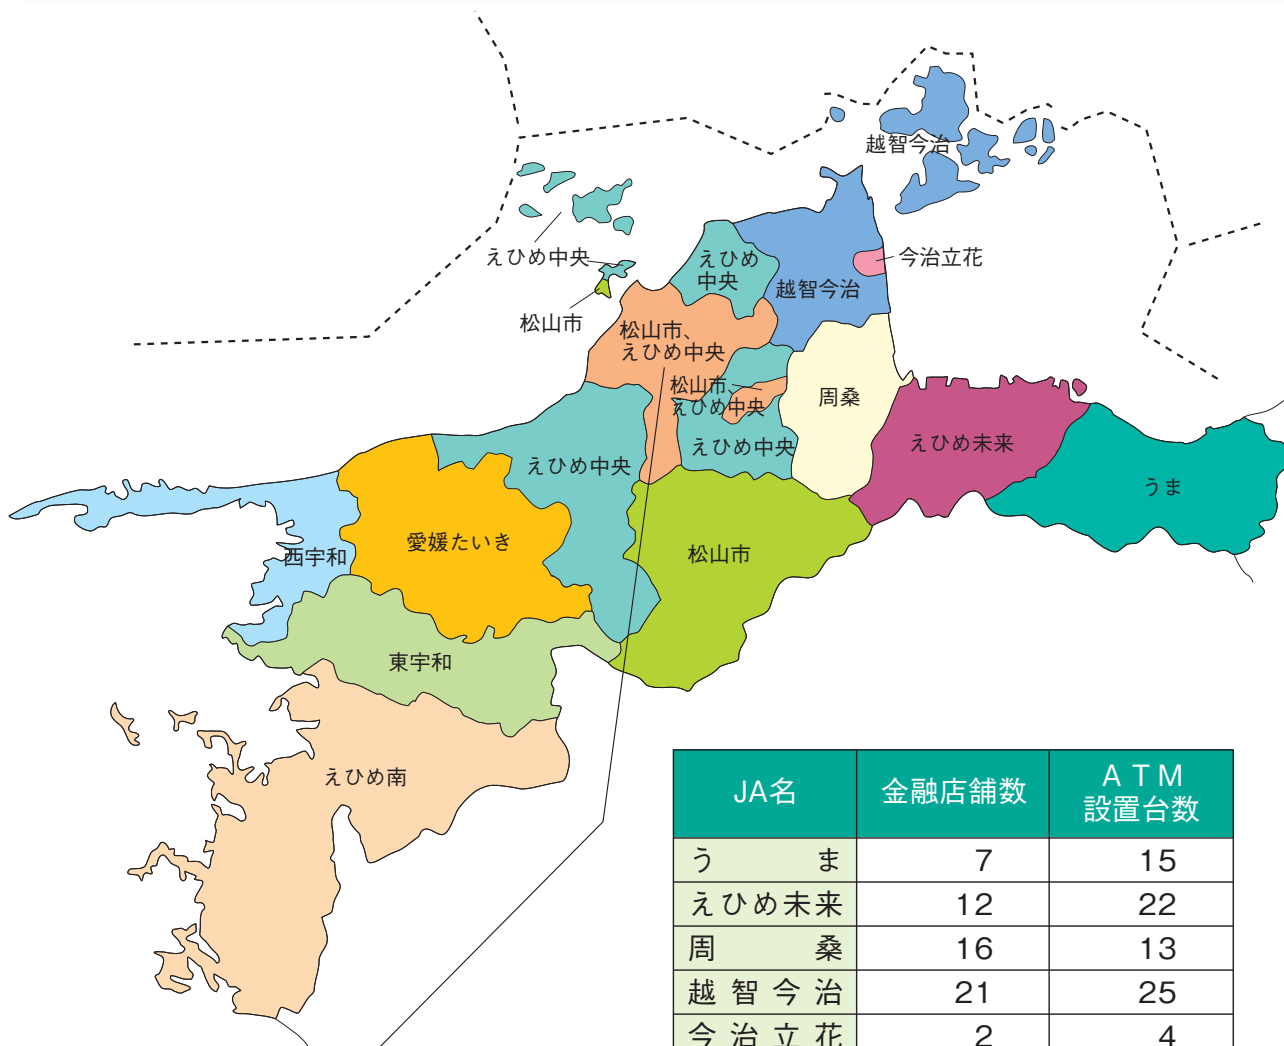 越智今治
えひめ中央
えひめ
中央
今治立花
越智今治
松山市
松山市、
えひめ中央
松山市、
えひめ中央
周桑
えひめ中央
えひめ未来
えひめ中央
うま
愛媛たいき
西宇和
松山市
東宇和
えひめ南
JA名 金融店舗数 ATM
設置台数
うま 7 15
えひめ未来 12 22
周桑 16 13
越智今治 21 25
今治立花 2 4